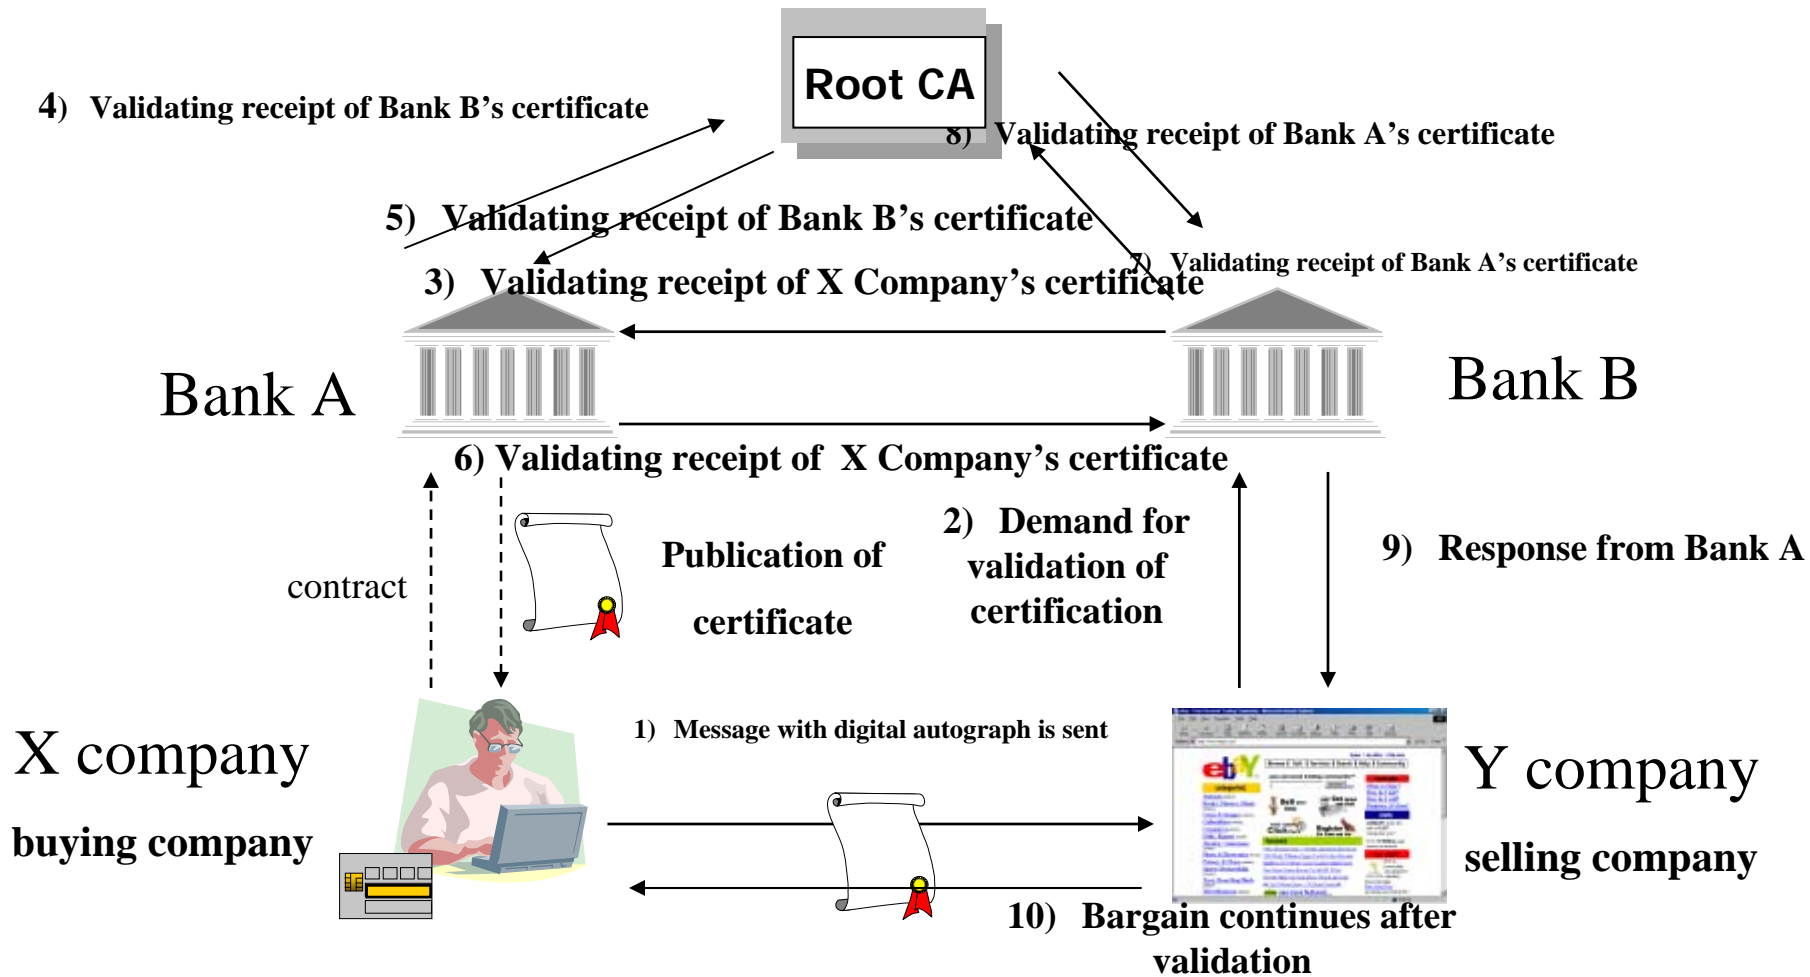 Root CA
4) Validating receipt of Bank B’s certificate
8) Validating receipt of Bank A’s certificate
5) Validating receipt of Bank B’s certificate
7) Validating receipt of Bank A’s certificate
3) Validating receipt of X Company’s certificate
Bank A
Bank B
6) Validating receipt of X Company’s certificate
contract
Publication of
certificate
2) Demand for
validation of
certification
9) Response from Bank A
1) Message with digital autograph is sent
X company
buying company
ebY
Y company
selling company
10) Bargain continues after
validation